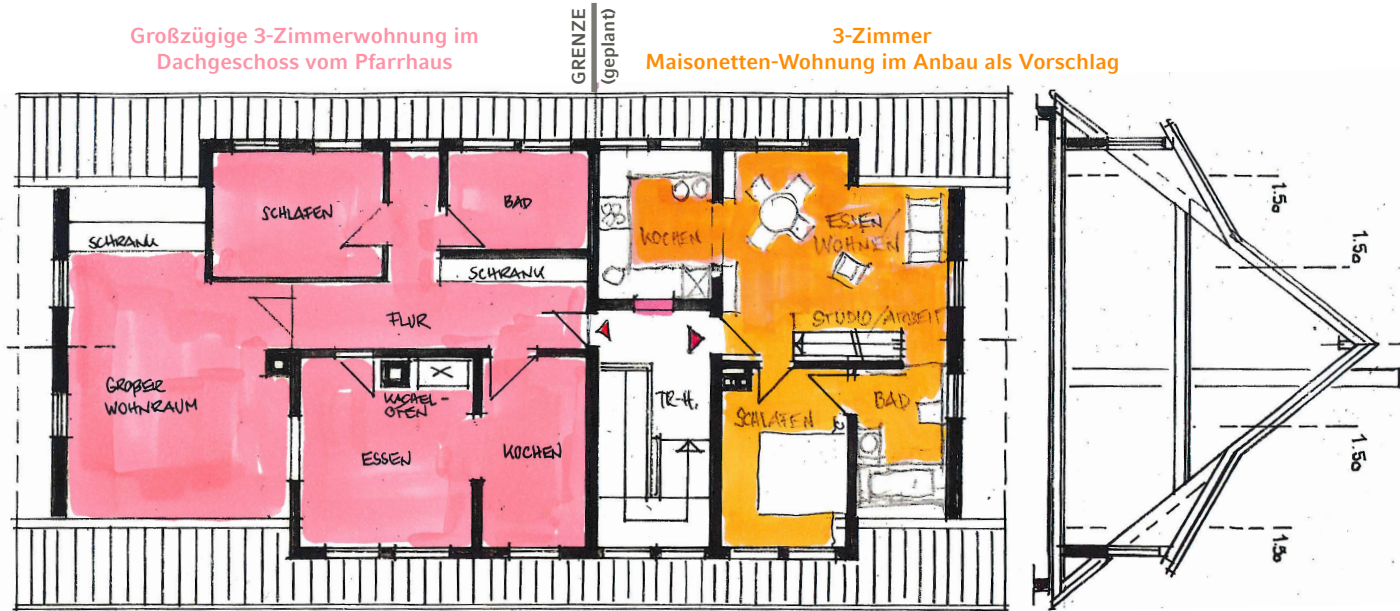 Großzügige 3-Zimmerwohnung im
Dachgeschoss vom Pfarrhaus
GRENZE
(geplant)
3-Zimmer
Maisonetten-Wohnung im Anbau als Vorschlag
SCHLAFEN
BAD
SCHRANK
SCHRANK
FLUR
GROßER
WOHNRAUM
KACHEL-
OFEN
ESSEN
KOCHEN
KOCHEN
ESSEN/
WOHNEN
STUDIO/ARBEIT
TR-H.
SCHLAFEN
BAD
1.50
1.50
1.50
1.50